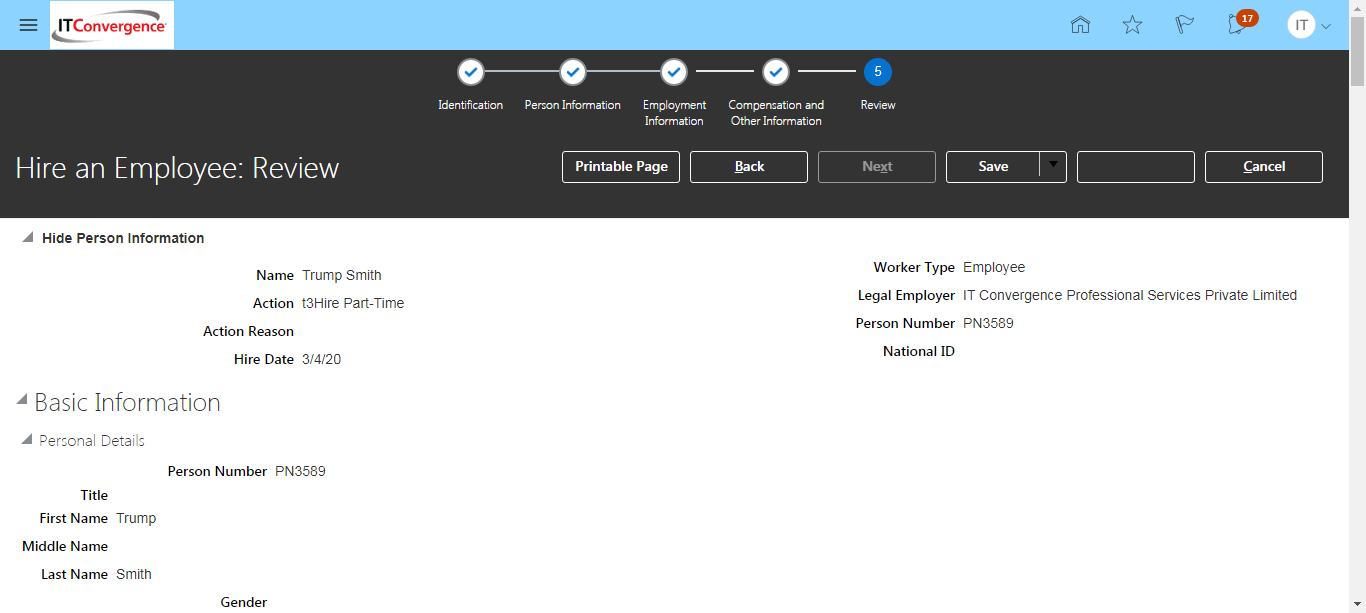 ITConvergence
17
IT
5
Identification
Person Information
Employment
Information
Compensation and
Other Information
Review
Hire an Employee: Review
Printable Page
Back
Next
Save
Cancel
Hide Person Information
Name Trump Smith
Action t3Hire Part-Time
Action Reason
Hire Date 3/4/20
Worker Type Employee
Legal Employer IT Convergence Professional Services Private Limited
Person Number PN3589
National ID
Basic Information
Personal Details
Person Number PN3589
Title
First Name Trump
Middle Name
Last Name Smith
Gender